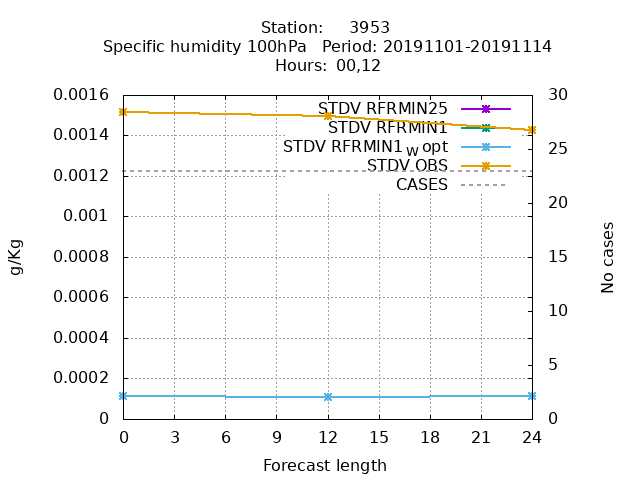 Station: 3953
Specific humidity 100hPa Period: 20191101-20191114
Hours: 00,12
0.0016
0.0014
0.0012
0.001
0.0008
0.0006
0.0004
0.0002
0
g/Kg
STDV RFRMIN25
STDV RFRMIN1
STDV RFRMIN1_w opt
STDV OBS
CASES
30
25
20
15
10
5
0
No cases
0 3 6 9 12 15 18 21 24
Forecast length